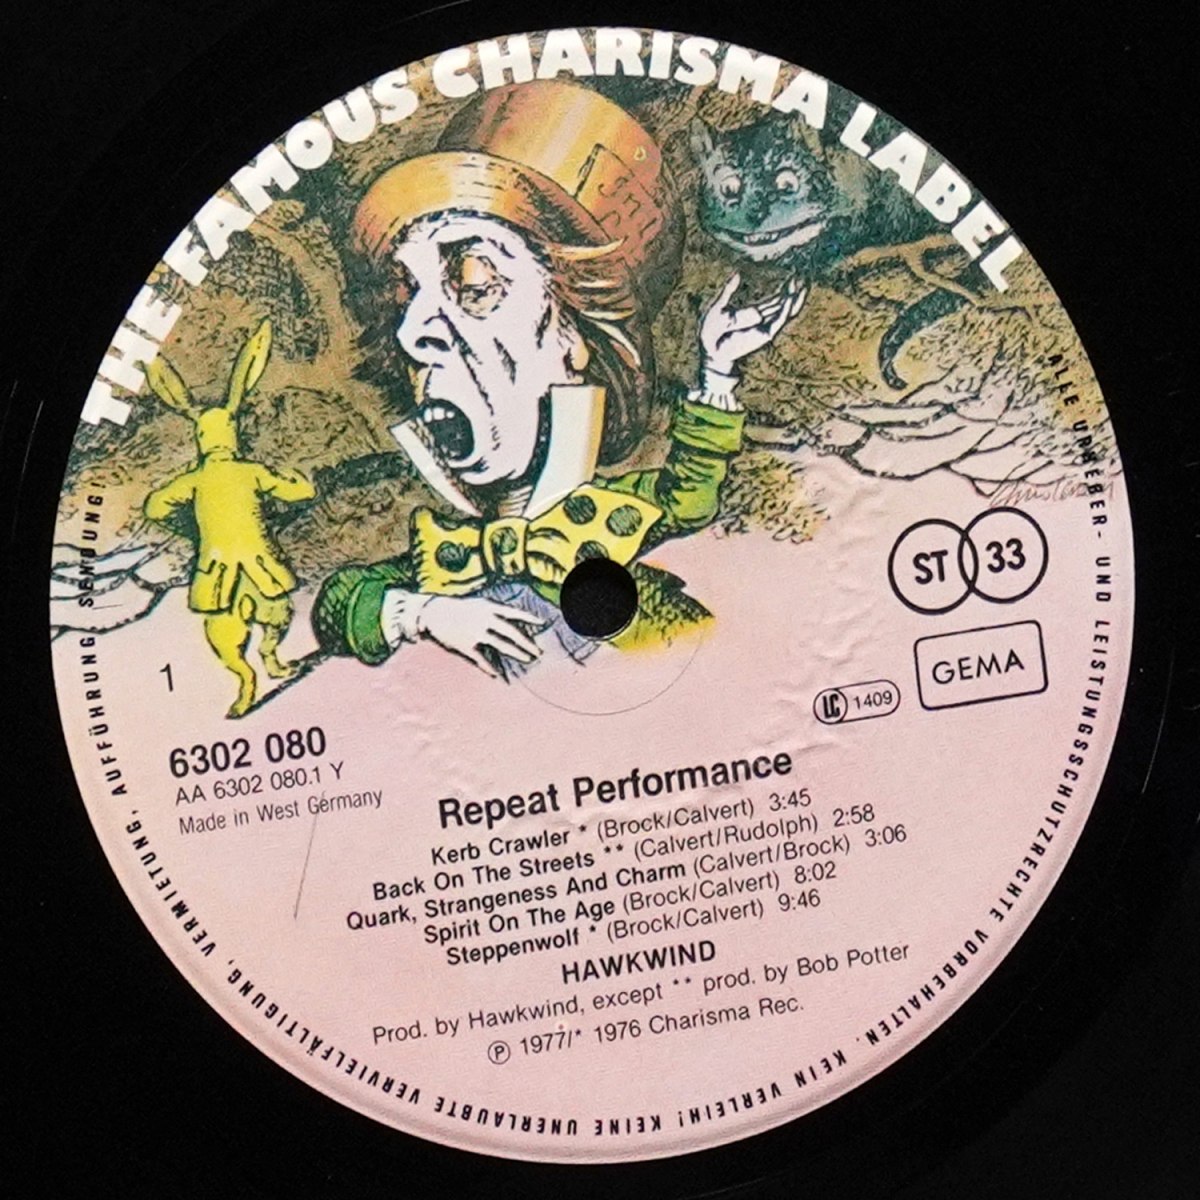 THE FAMOUS CHARISMA LABEL
ST 33
GEMA
LC 1409
1
6302 080
AA 6302 080.1 Y
Made in West Germany
Repeat Performance
Kerb Crawler * (Brock/Calvert) 3:45
Back On The Streets ** (Calvert/Rudolph) 2:58
Quark, Strangeness And Charm (Calvert/Brock) 3:06
Spirit On The Age (Brock/Calvert) 8:02
Steppenwolf * (Brock/Calvert) 9:46
HAWKWIND
Prod. by Hawkwind, except ** prod. by Bob Potter
℗ 1977/* 1976 Charisma Rec.
ALLE URHEBER- UND LEISTUNGSSCHUTZRECHTE VORBEHALTEN. KEIN VERLEIH! KEINE UNERLAUBTE VERVIELFÄLTIGUNG, VERMIETUNG, AUFFÜHRUNG, SENDUNG!